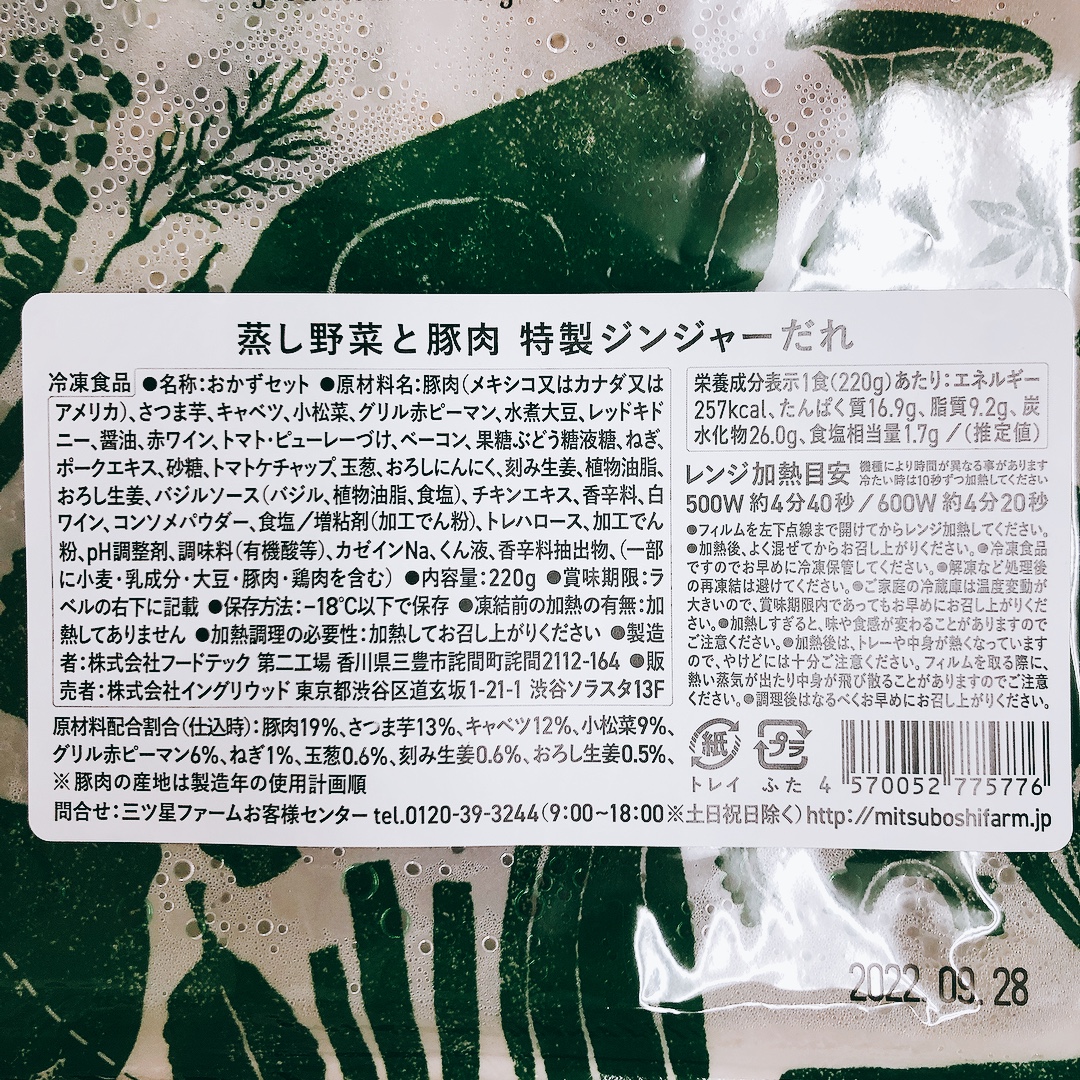 蒸し野菜と豚肉 特製ジンジャーだれ
冷凍食品 ●名称:おかずセット ●原材料名:豚肉(メキシコ又はカナダ又は
アメリカ)、さつま芋、キャベツ、小松菜、グリル赤ピーマン、水煮大豆、レッドキド
ニー、醤油、赤ワイン、トマト・ピューレーづけ、ベーコン、果糖ぶどう糖液糖、ねぎ、
ポークエキス、砂糖、トマトケチャップ、玉葱、おろしにんにく、刻み生姜、植物油脂、
おろし生姜、バジルソース(バジル、植物油脂、食塩)、チキンエキス、香辛料、白
ワイン、コンソメパウダー、食塩/増粘剤(加工でん粉)、トレハロース、加工でん
粉、pH調整剤、調味料(有機酸等)、カゼインNa、くん液、香辛料抽出物、(一部
に小麦・乳成分・大豆・豚肉・鶏肉を含む) ●内容量:220g ●賞味期限:ラ
ベルの右下に記載 ●保存方法:−18℃以下で保存 ●凍結前の加熱の有無:加
熱してありません ●加熱調理の必要性:加熱してお召し上がりください ●製造
者:株式会社フードテック 第二工場 香川県三豊市詫間町詫間2112-164 ●販
売者:株式会社イングリウッド 東京都渋谷区道玄坂1-21-1 渋谷ソラスタ13F
原材料配合割合(仕込時):豚肉19%、さつま芋13%、キャベツ12%、小松菜9%、
グリル赤ピーマン6%、ねぎ1%、玉葱0.6%、刻み生姜0.6%、おろし生姜0.5%、
※豚肉の産地は製造年の使用計画順
栄養成分表示1食(220g)あたり:エネルギー
257kcal、たんぱく質16.9g、脂質9.2g、炭
水化物26.0g、食塩相当量1.7g/(推定値)
レンジ加熱目安 機種により時間が異なる事があります
冷たい時は10秒ずつ加熱してください
500W 約4分40秒/600W 約4分20秒
●フィルムを左下点線まで開けてからレンジ加熱してください。
●加熱後、よく混ぜてからお召し上がりください。●冷凍食品
ですのでお早めに冷凍保管してください。●解凍など処理後
の再凍結は避けてください。●ご家庭の冷蔵庫は温度変動が
大きいので、賞味期限内であってもお早めにお召し上がりくだ
さい。●加熱しすぎると、味や食感が変わることがありますので
ご注意ください。●加熱後は、トレーや中身が熱くなっています
ので、やけどには十分ご注意ください。フィルムを取る際に、
熱い蒸気が出たり中身が飛び散ることがありますのでご注意
ください。●調理後はなるべくお早めにお召し上がりください。
紙 プラ
トレイ ふた 4 570052 775776
問合せ:三ツ星ファームお客様センター tel.0120-39-3244(9:00~18:00※土日祝日除く)http://mitsuboshifarm.jp
2022. 09. 28